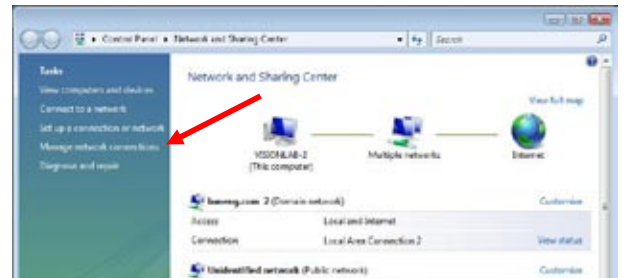 Control Panel ▸ Network and Sharing Center
Search
Tasks
View computers and devices
Connect to a network
Set up a connection or network
Manage network connections
Diagnose and repair
Network and Sharing Center
View full map
VISIONLAB-2
(This computer)
Multiple networks
Internet
2 (Domain network)
Customize
Access
Local and Internet
Connection
Local Area Connection 2
View status
Unidentified network (Public network)
Customize